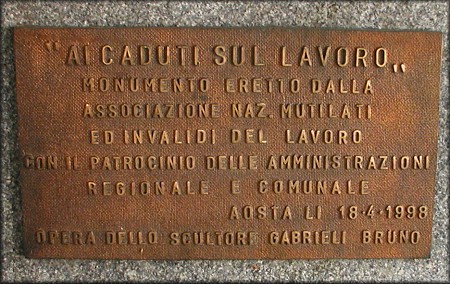 "AI CADUTI SUL LAVORO„
MONUMENTO ERETTO DALLA
ASSOCIAZIONE NAZ. MUTILATI
ED INVALIDI DEL LAVORO
CON IL PATROCINIO DELLE AMMINISTRAZIONI
REGIONALE E COMUNALE
AOSTA LI 18·4·1998
OPERA DELLO SCULTORE GABRIELI BRUNO